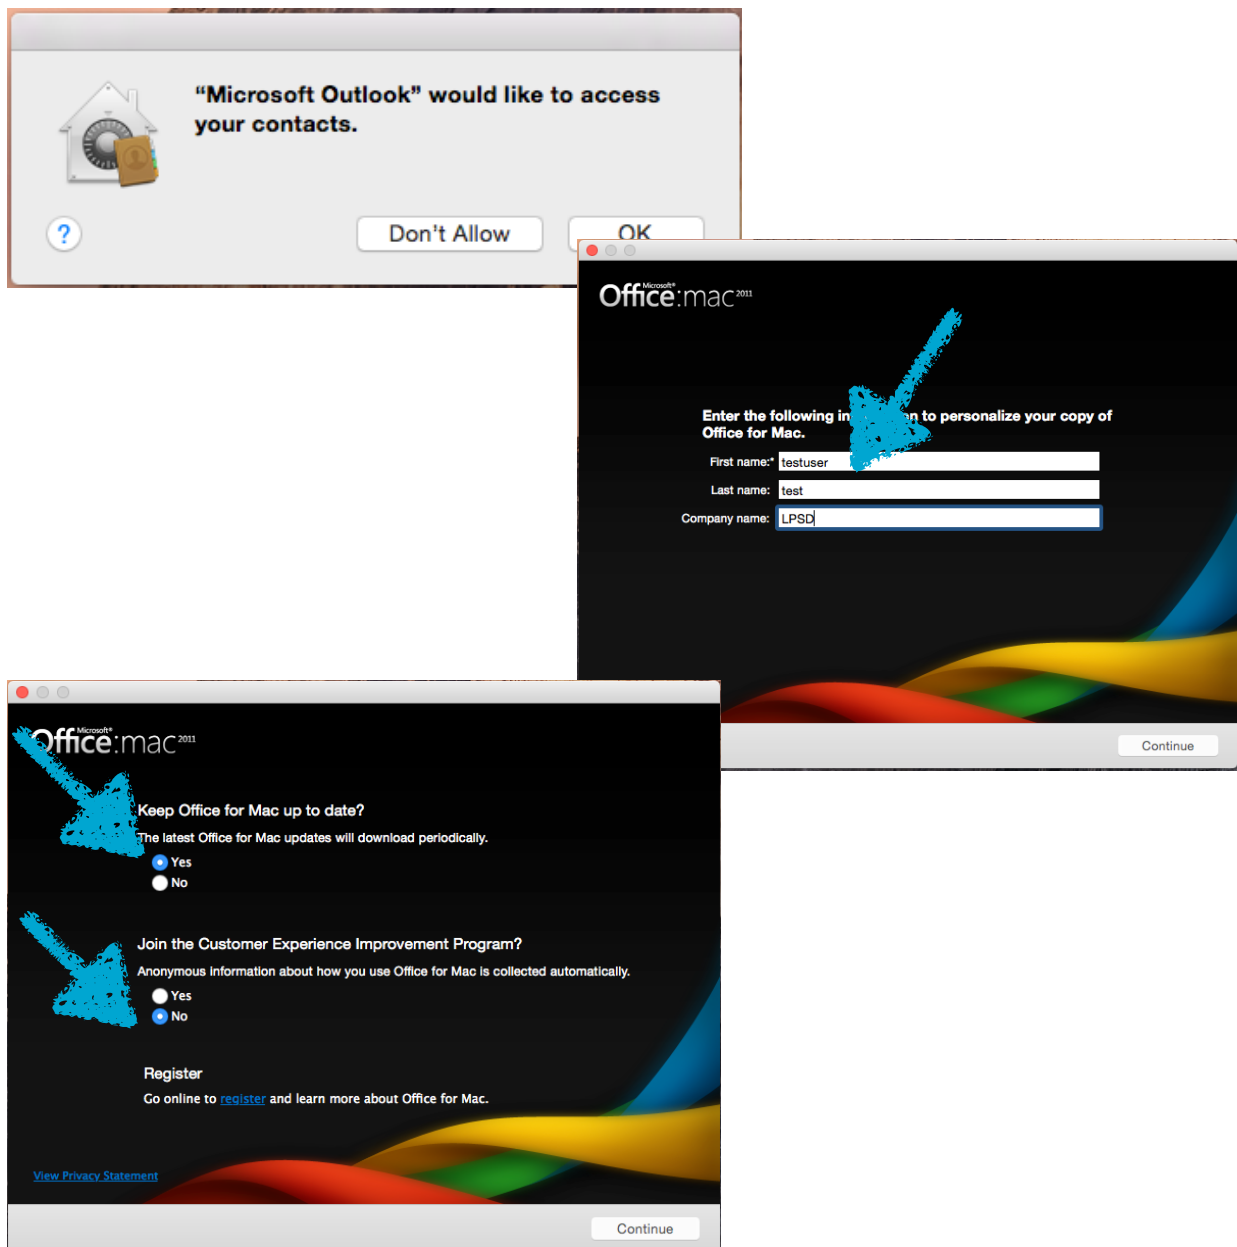 “Microsoft Outlook” would like to access
your contacts.
?
Don't Allow
OK
Microsoft®
Office:mac 2011
Enter the following in on to personalize your copy of
Office for Mac.
First name:* testuser
Last name: test
Company name: LPSD
Continue
Microsoft®
Office:mac 2011
Keep Office for Mac up to date?
The latest Office for Mac updates will download periodically.
Yes
No
Join the Customer Experience Improvement Program?
Anonymous information about how you use Office for Mac is collected automatically.
Yes
No
Register
Go online to register and learn more about Office for Mac.
View Privacy Statement
Continue